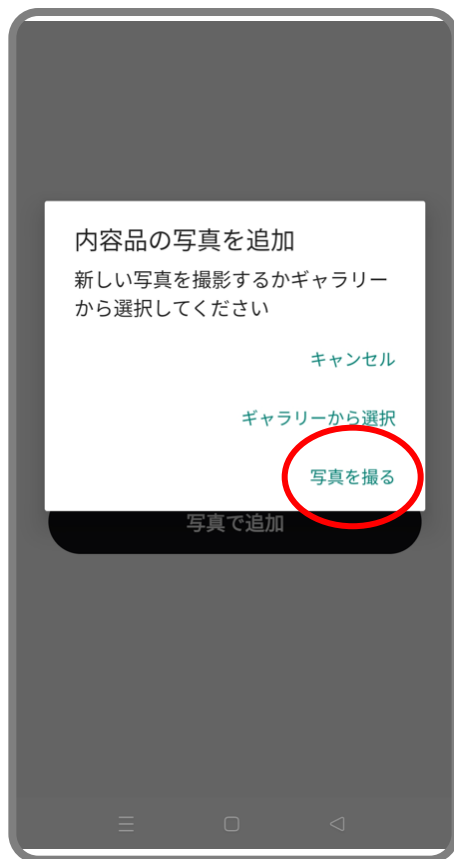 内容品の写真を追加
新しい写真を撮影するかギャラリー
から選択してください
キャンセル
ギャラリーから選択
写真を撮る
写真で追加